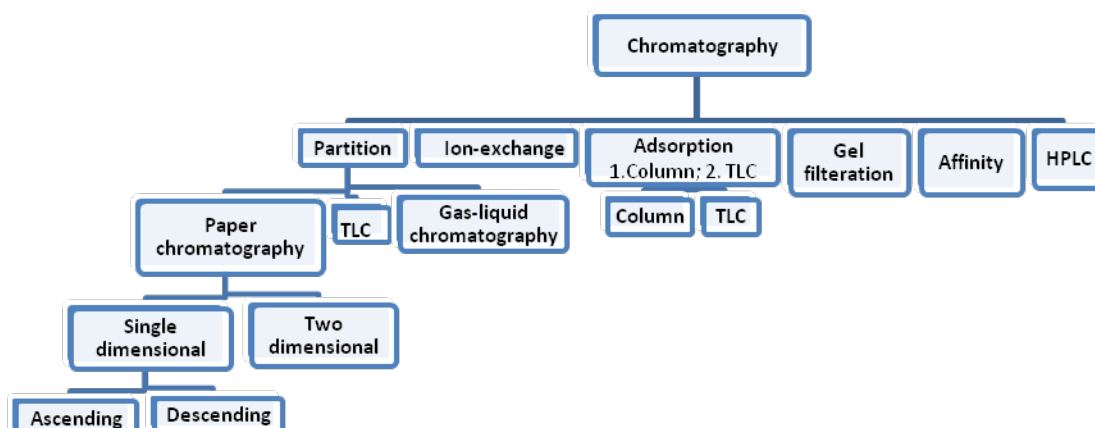 Chromatography
Partition
Ion-exchange
Adsorption
1.Column; 2. TLC
Gel
filteration
Affinity
HPLC
Paper
chromatography
TLC
Gas-liquid
chromatography
Column
TLC
Single
dimensional
Two
dimensional
Ascending
Descending